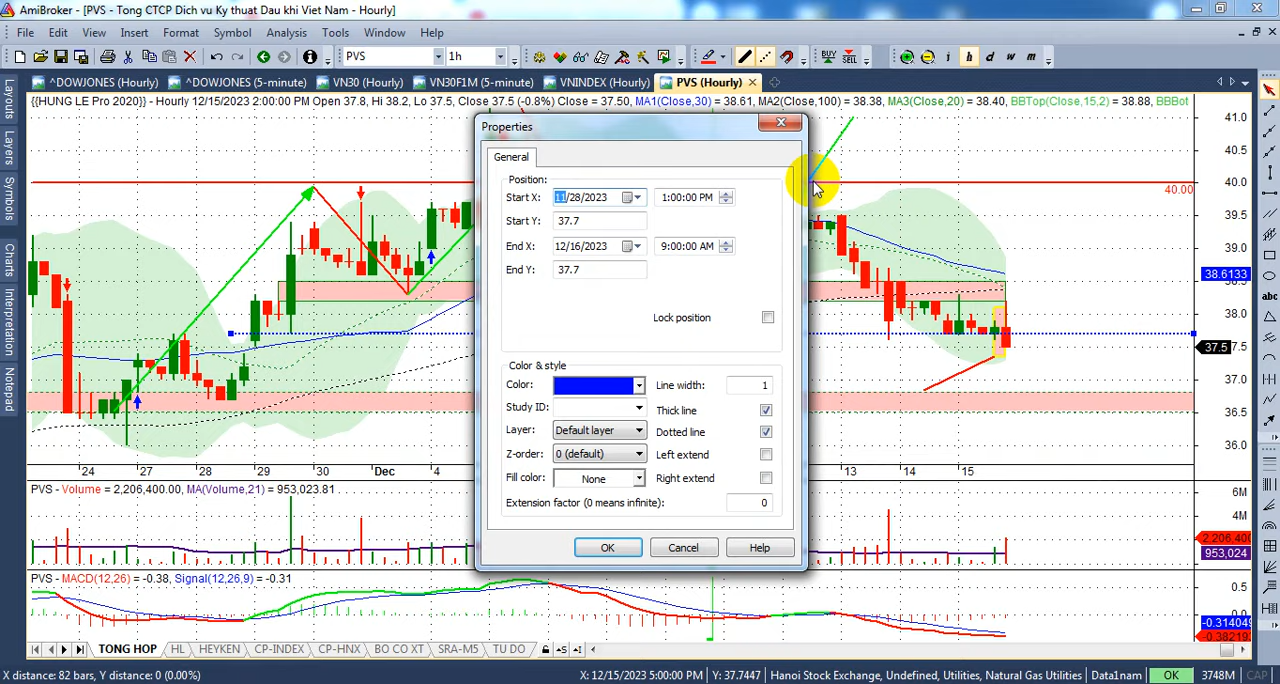 AmiBroker - [PVS - Tong CTCP Dich vu Ky thuat Dau khi Viet Nam - Hourly]
File Edit View Insert Format Symbol Analysis Tools Window Help
PVS 1h BUY SELL i h d w m
^DOWJONES (Hourly) ^DOWJONES (5-minute) VN30 (Hourly) VN30F1M (5-minute) VNINDEX (Hourly) PVS (Hourly)
{{HUNG LE Pro 2020}} - Hourly 12/15/2023 2:00:00 PM Open 37.8, Hi 38.2, Lo 37.5, Close 37.5 (-0.8%) Close = 37.50, MA1(Close,30) = 38.61, MA2(Close,100) = 38.38, MA3(Close,20) = 38.40, BBTop(Close,15,2) = 38.88, BBBot
Layouts
Layers
Symbols
Charts
Interpretation
Notepad
Properties
General
Position:
Start X: 11/28/2023 1:00:00 PM
Start Y: 37.7
End X: 12/16/2023 9:00:00 AM
End Y: 37.7
Lock position
Color & style
Color: Line width: 1
Study ID: Thick line
Layer: Default layer Dotted line
Z-order: 0 (default) Left extend
Fill color: None Right extend
Extension factor (0 means infinite): 0
OK Cancel Help
41.0
40.5
40.0
40.00
39.5
39.0
38.6133
38.0
37.5
37.0
36.5
36.0
24 27 28 29 30 Dec 4 13 14 15
PVS - Volume = 2,206,400.00, MA(Volume,21) = 953,023.81
6M
4M
2,206,400
953,024
PVS - MACD(12,26) = -0.38, Signal(12,26,9) = -0.31
0.5
0.0
-0.314049
-0.38219
TONG HOP HL HEYKEN CP-INDEX CP-HNX BO CO XT SRA-M5 TU DO
X distance: 82 bars, Y distance: 0 (0.00%) X: 12/15/2023 5:00:00 PM Y: 37.7447 Hanoi Stock Exchange, Undefined, Utilities, Natural Gas Utilities Data1nam OK 3748M CAP
abc